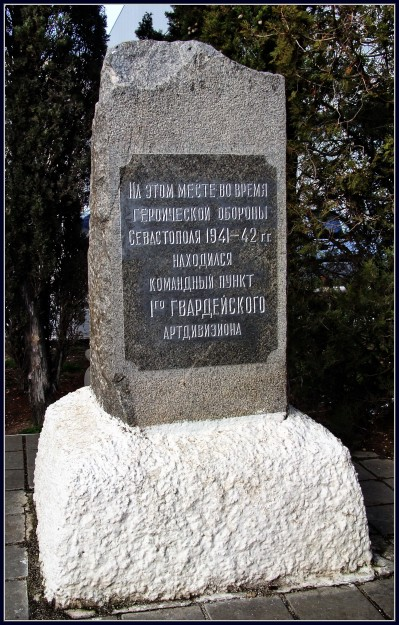 На этом месте во время
героической обороны
Севастополя 1941–42 гг
находился
командный пункт
1го гвардейского
артдивизиона